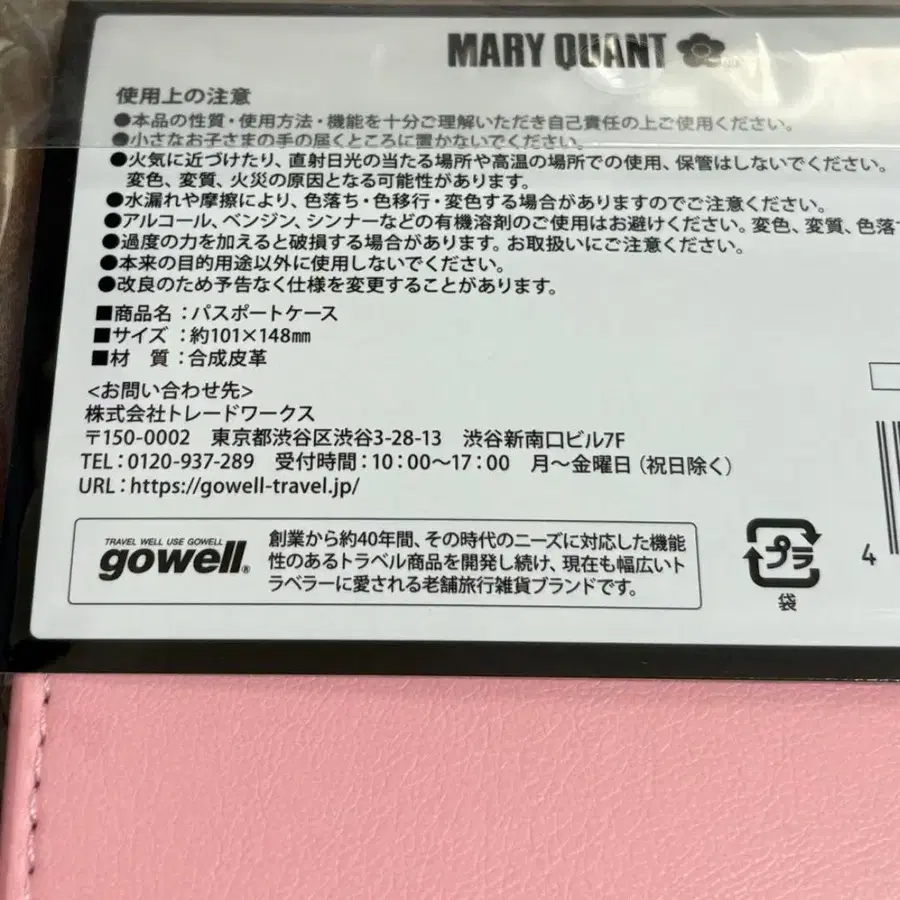 MARY QUANT
使用上の注意
●本品の性質・使用方法・機能を十分ご理解いただき自己責任の上ご使用ください。
●小さなお子さまの手の届くところに置かないでください。
●火気に近づけたり、直射日光の当たる場所や高温の場所での使用、保管はしないでください。
変色、変質、火災の原因となる可能性があります。
●水漏れや摩擦により、色落ち・色移行・変色する場合がありますのでご注意ください。
●アルコール、ベンジン、シンナーなどの有機溶剤のご使用はお避けください。変色、変質、色落
●過度の力を加えると破損する場合があります。お取扱いにご注意ください。
●本来の目的用途以外に使用しないでください。
●改良のため予告なく仕様を変更することがあります。
■商品名：パスポートケース
■サイズ：約101×148㎜
■材　質：合成皮革
<お問い合わせ先>
株式会社トレードワークス
〒150-0002　東京都渋谷区渋谷3-28-13　渋谷新南口ビル7F
TEL：0120-937-289　受付時間：10：00～17：00　月～金曜日（祝日除く）
URL：https://gowell-travel.jp/
TRAVEL WELL USE GOWELL
gowell®
創業から約40年間、その時代のニーズに対応した機能
性のあるトラベル商品を開発し続け、現在も幅広いト
ラベラーに愛される老舗旅行雑貨ブランドです。
プラ
袋
4